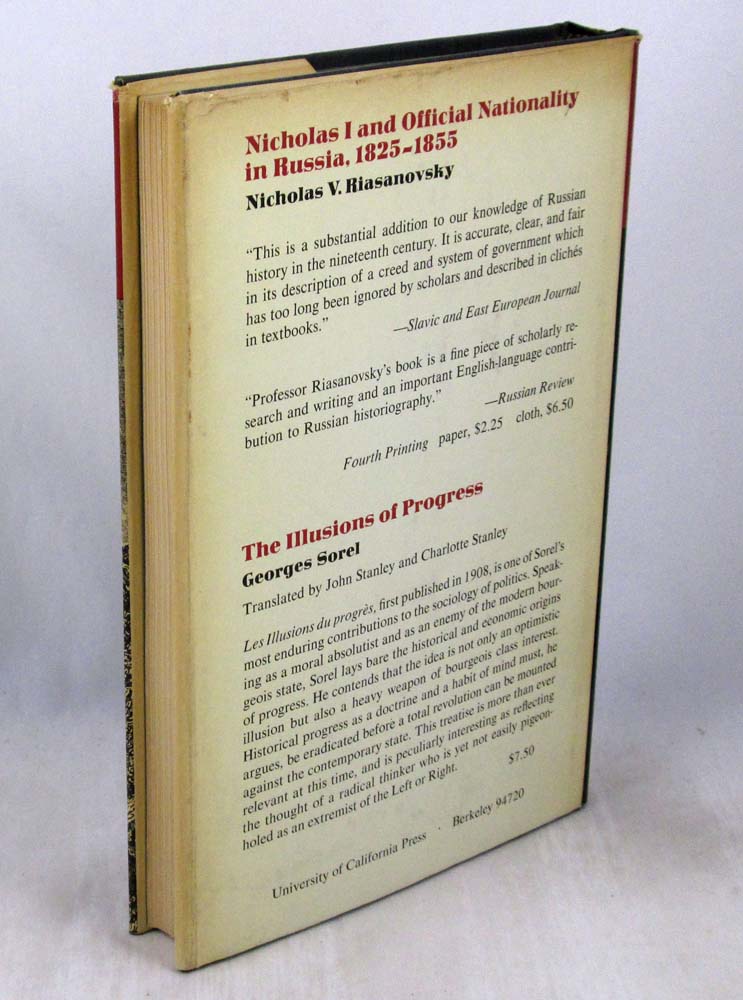 Nicholas I and Official Nationality
in Russia, 1825-1855
Nicholas V. Riasanovsky
“This is a substantial addition to our knowledge of Russian
history in the nineteenth century. It is accurate, clear, and fair
in its description of a creed and system of government which
has too long been ignored by scholars and described in clichés
in textbooks.”
—Slavic and East European Journal
“Professor Riasanovsky's book is a fine piece of scholarly re-
search and writing and an important English-language contri-
bution to Russian historiography.”
—Russian Review
Fourth Printing paper, $2.25 cloth, $6.50
The Illusions of Progress
Georges Sorel
Translated by John Stanley and Charlotte Stanley
Les Illusions du progrès, first published in 1908, is one of Sorel's
most enduring contributions to the sociology of politics. Speak-
ing as a moral absolutist and as an enemy of the modern bour-
geois state, Sorel lays bare the historical and economic origins
of progress. He contends that the idea is not only an optimistic
illusion but also a heavy weapon of bourgeois class interest.
Historical progress as a doctrine and a habit of mind must, he
argues, be eradicated before a total revolution can be mounted
against the contemporary state. This treatise is more than ever
relevant at this time, and is peculiarly interesting as reflecting
the thought of a radical thinker who is yet not easily pigeon-
holed as an extremist of the Left or Right.
$7.50
University of California Press · Berkeley 94720